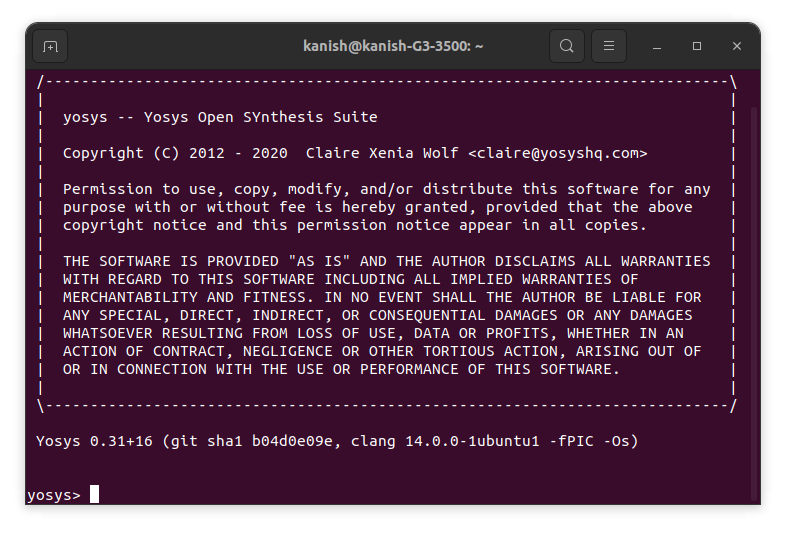 kanish@kanish-G3-3500: ~
/----------------------------------------------------------------------------\
|                                                                            |
|  yosys -- Yosys Open SYnthesis Suite                                       |
|                                                                            |
|  Copyright (C) 2012 - 2020  Claire Xenia Wolf <claire@yosyshq.com>         |
|                                                                            |
|  Permission to use, copy, modify, and/or distribute this software for any  |
|  purpose with or without fee is hereby granted, provided that the above    |
|  copyright notice and this permission notice appear in all copies.         |
|                                                                            |
|  THE SOFTWARE IS PROVIDED "AS IS" AND THE AUTHOR DISCLAIMS ALL WARRANTIES  |
|  WITH REGARD TO THIS SOFTWARE INCLUDING ALL IMPLIED WARRANTIES OF          |
|  MERCHANTABILITY AND FITNESS. IN NO EVENT SHALL THE AUTHOR BE LIABLE FOR   |
|  ANY SPECIAL, DIRECT, INDIRECT, OR CONSEQUENTIAL DAMAGES OR ANY DAMAGES    |
|  WHATSOEVER RESULTING FROM LOSS OF USE, DATA OR PROFITS, WHETHER IN AN     |
|  ACTION OF CONTRACT, NEGLIGENCE OR OTHER TORTIOUS ACTION, ARISING OUT OF   |
|  OR IN CONNECTION WITH THE USE OR PERFORMANCE OF THIS SOFTWARE.            |
|                                                                            |
\----------------------------------------------------------------------------/
Yosys 0.31+16 (git sha1 b04d0e09e, clang 14.0.0-1ubuntu1 -fPIC -Os)
yosys>